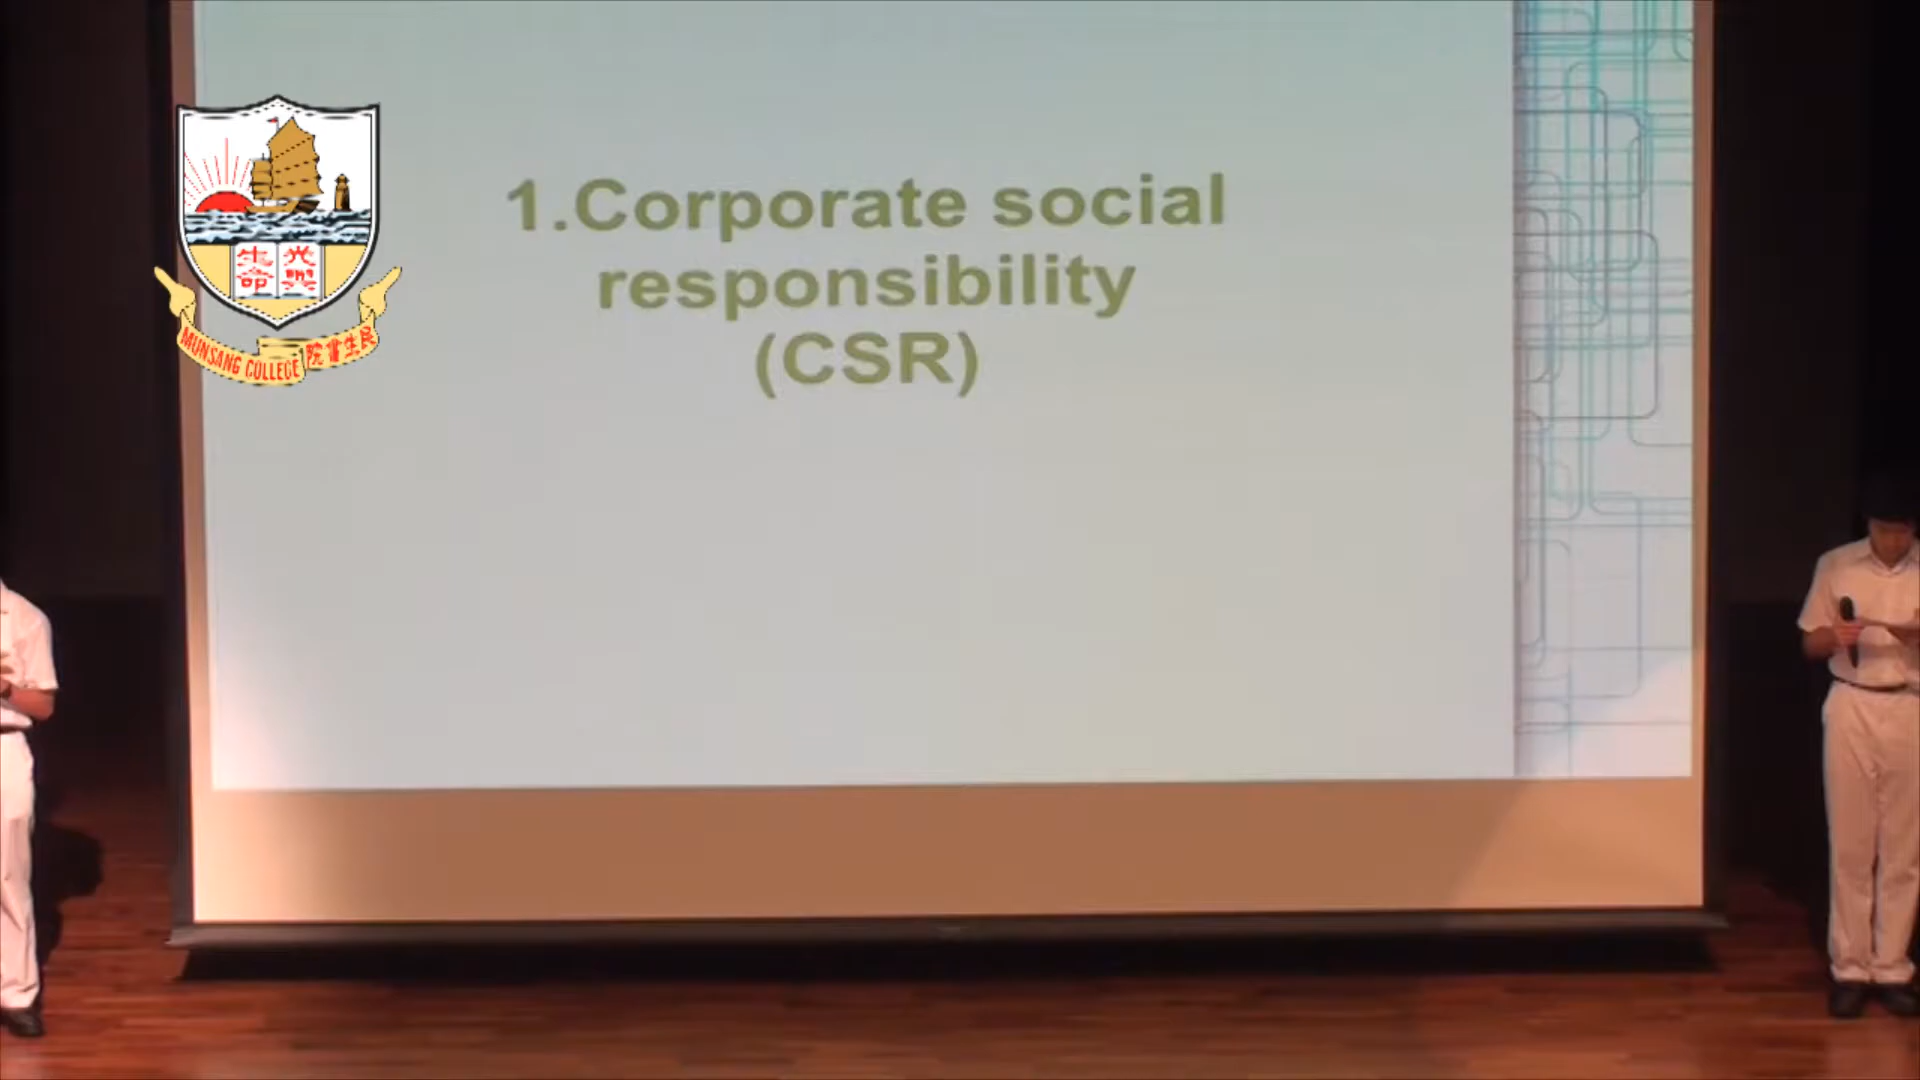 1.Corporate social
responsibility
(CSR)
生命 光與
MUNSANG COLLEGE 院書生民